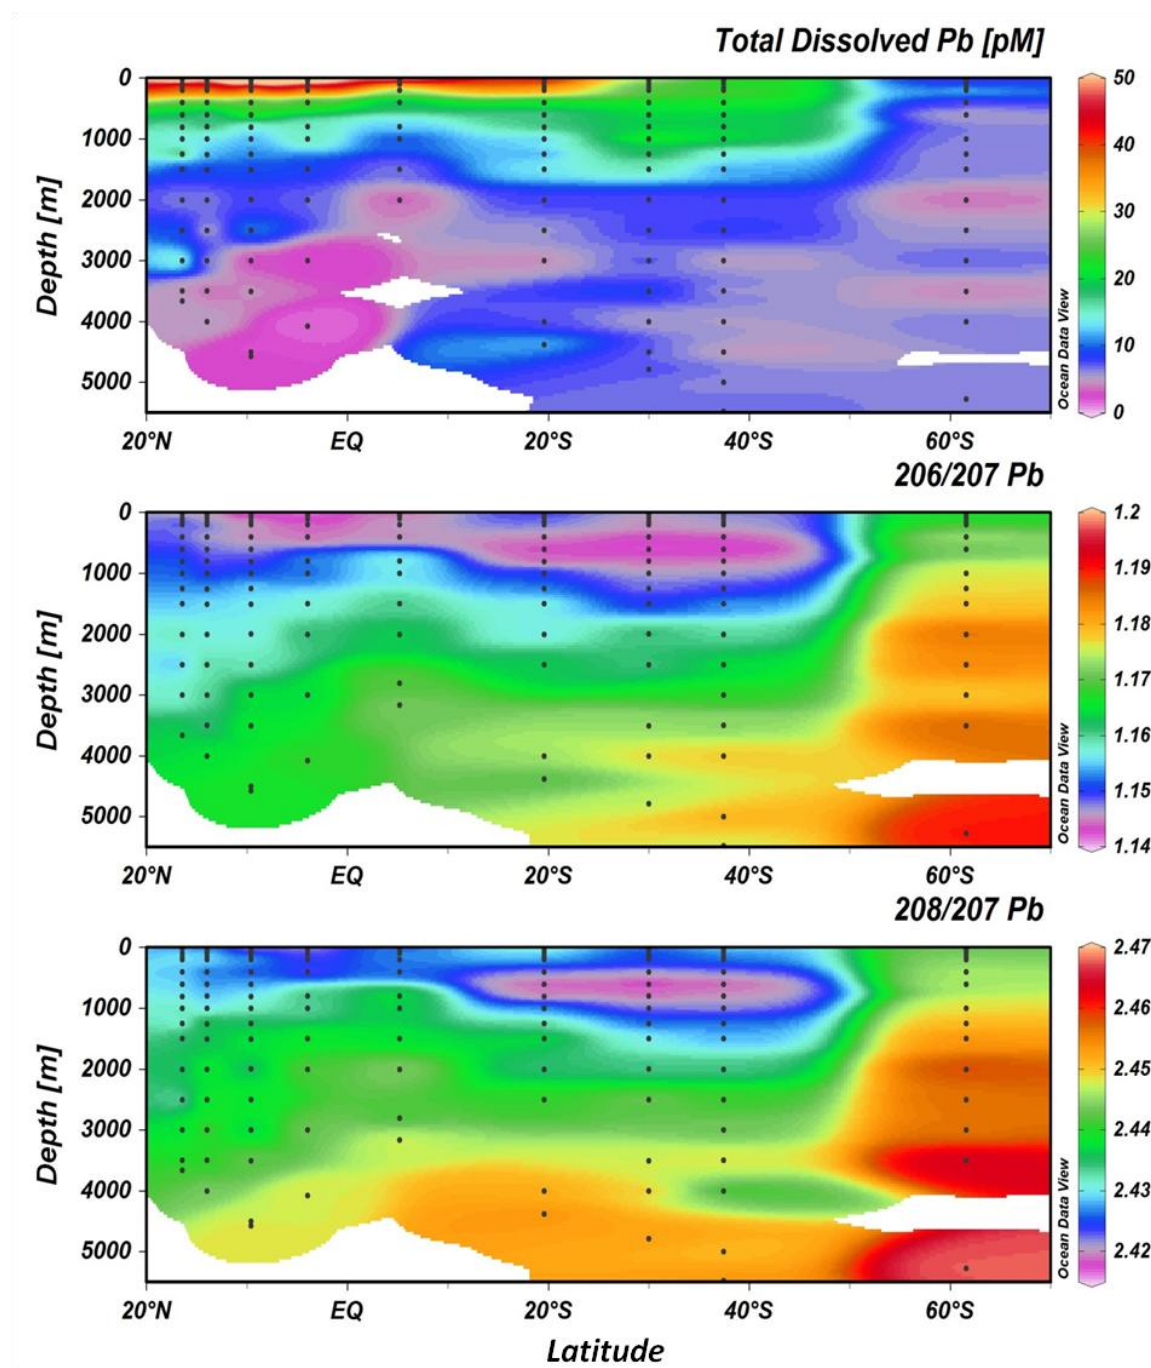 Total Dissolved Pb [pM]
0
1000
2000
3000
4000
5000
Depth [m]
20°N
EQ
20°S
40°S
60°S
Ocean Data View
50
40
30
20
10
0
206/207 Pb
0
1000
2000
3000
4000
5000
Depth [m]
20°N
EQ
20°S
40°S
60°S
Ocean Data View
1.2
1.19
1.18
1.17
1.16
1.15
1.14
208/207 Pb
0
1000
2000
3000
4000
5000
Depth [m]
20°N
EQ
20°S
40°S
60°S
Ocean Data View
2.47
2.46
2.45
2.44
2.43
2.42
Latitude